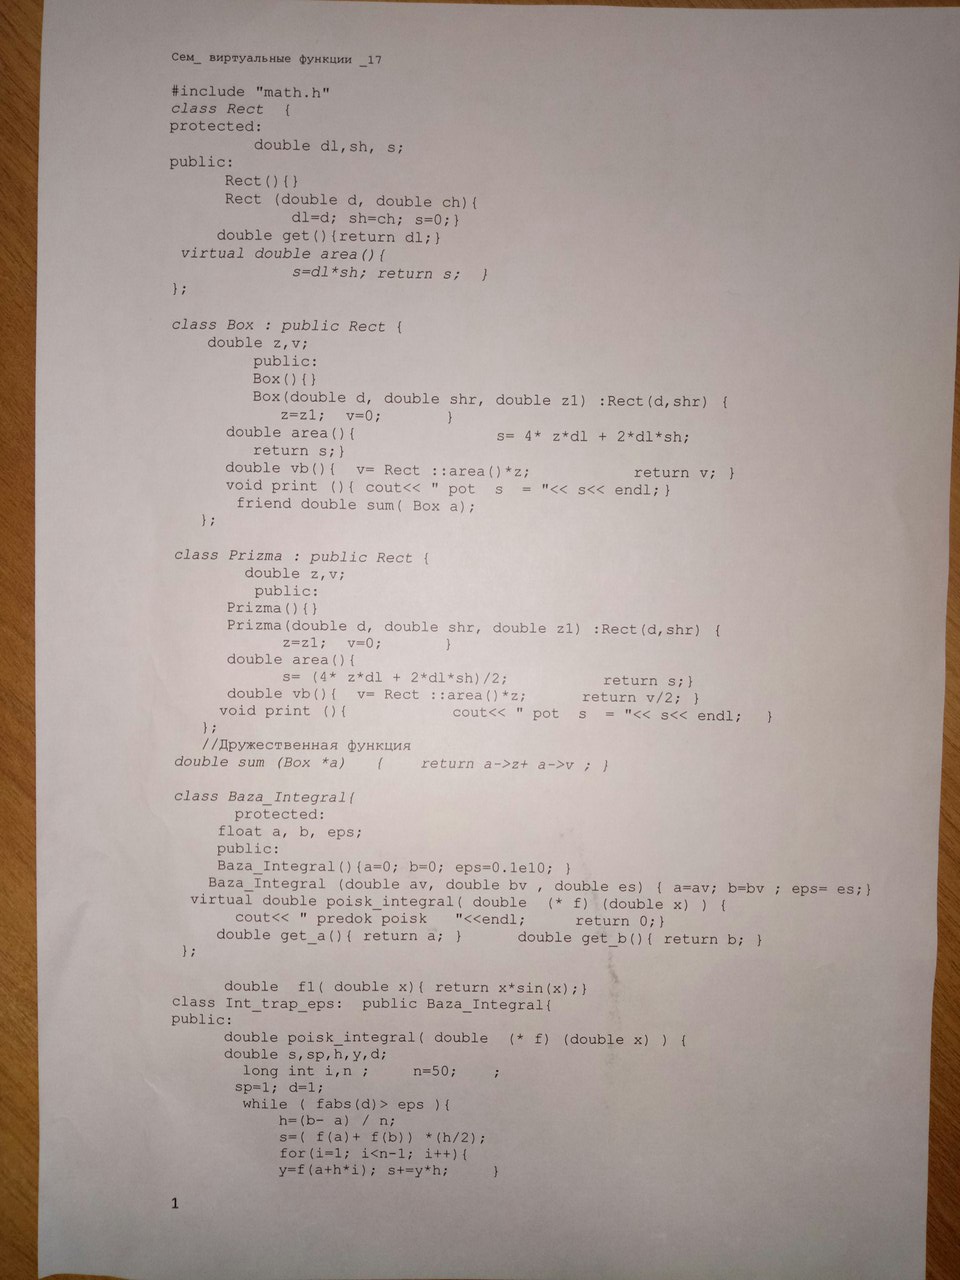 Сем_ виртуальные функции _17
#include "math.h"
class Rect  {
protected:
double dl,sh, s;
public:
Rect(){}
Rect (double d, double ch){
dl=d; sh=ch; s=0;}
double get(){return dl;}
virtual double area(){
s=dl*sh; return s;  }
};
class Box : public Rect {
double z,v;
public:
Box(){}
Box(double d, double shr, double z1) :Rect(d,shr) {
z=z1;  v=0;       }
double area(){               s= 4* z*dl + 2*dl*sh;
return s;}
double vb(){  v= Rect ::area()*z;           return v; }
void print (){ cout<< " pot  s  = "<< s<< endl;}
friend double sum( Box a);
};
class Prizma : public Rect {
double z,v;
public:
Prizma(){}
Prizma(double d, double shr, double z1) :Rect(d,shr) {
z=z1;  v=0;       }
double area(){
s= (4* z*dl + 2*dl*sh)/2;          return s;}
double vb(){  v= Rect ::area()*z;      return v/2; }
void print (){           cout<< " pot  s  = "<< s<< endl;   }
};
//Дружественная функция
double sum (Box *a)   {    return a->z+ a->v ; }
class Baza_Integral{
protected:
float a, b, eps;
public:
Baza_Integral(){a=0; b=0; eps=0.1e10; }
Baza_Integral (double av, double bv , double es) { a=av; b=bv ; eps= es;}
virtual double poisk_integral( double  (* f) (double x) ) {
cout<< " predok poisk   "<<endl;      return 0;}
double get_a(){ return a; }      double get_b(){ return b; }
};
double  f1( double x){ return x*sin(x);}
class Int_trap_eps:  public Baza_Integral{
public:
double poisk_integral( double  (* f) (double x) ) {
double s,sp,h,y,d;
long int i,n ;     n=50;    ;
sp=1; d=1;
while ( fabs(d)> eps ){
h=(b- a) / n;
s=( f(a)+ f(b)) *(h/2);
for(i=1; i<n-1; i++){
y=f(a+h*i); s+=y*h;     }
1